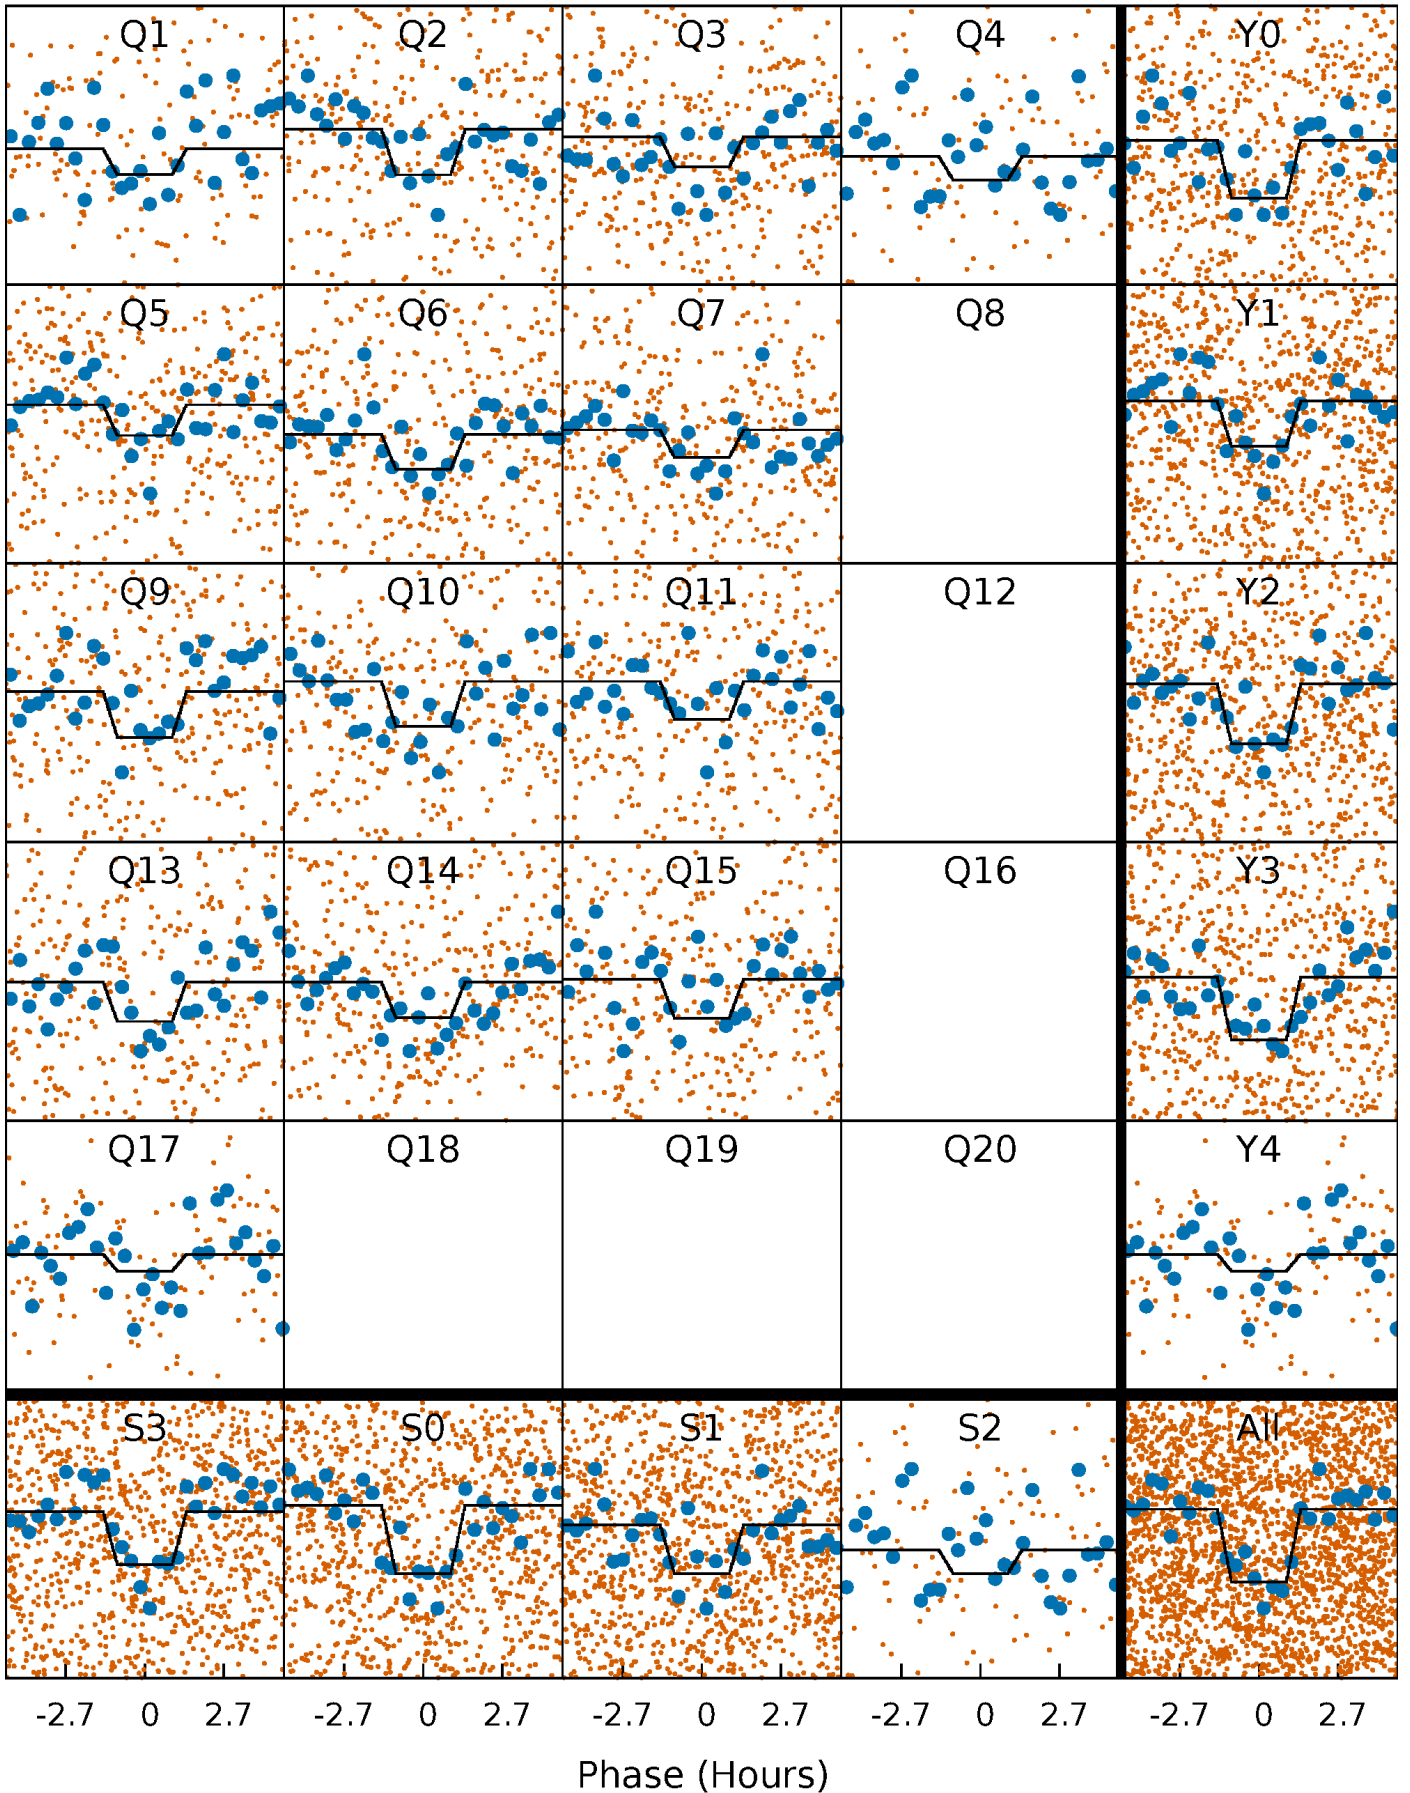 Q1 Q2 Q3 Q4 Y0
Q5 Q6 Q7 Q8 Y1
Q9 Q10 Q11 Q12 Y2
Q13 Q14 Q15 Q16 Y3
Q17 Q18 Q19 Q20 Y4
S3 S0 S1 S2 All
-2.7 0 2.7 -2.7 0 2.7 -2.7 0 2.7 -2.7 0 2.7 -2.7 0 2.7
Phase (Hours)